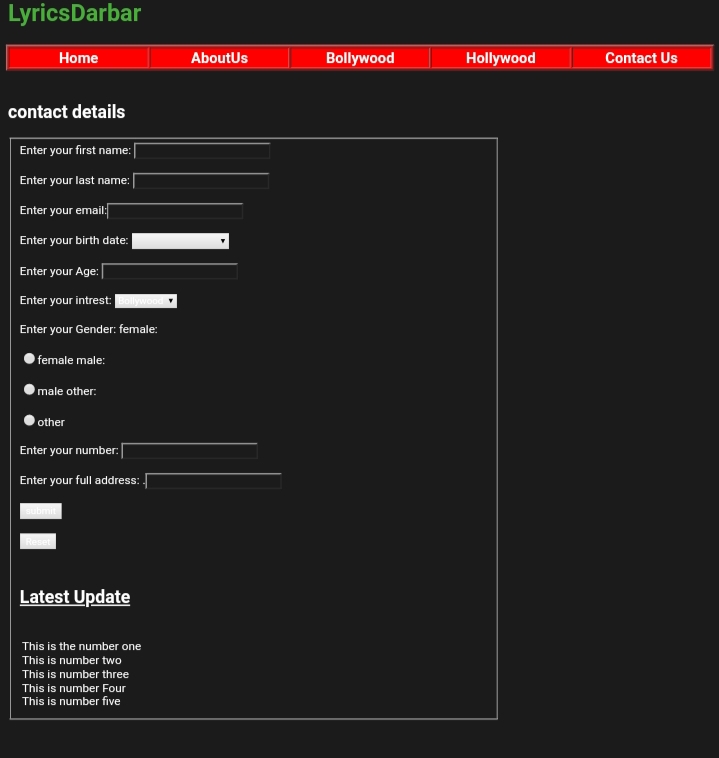 LyricsDarbar
Home AboutUs Bollywood Hollywood Contact Us
contact details
Enter your first name:
Enter your last name:
Enter your email:
Enter your birth date:
Enter your Age:
Enter your intrest: Bollywood
Enter your Gender: female:
female male:
male other:
other
Enter your number:
Enter your full address: .
Submit
Reset
Latest Update
This is the number one
This is number two
This is number three
This is number Four
This is number five